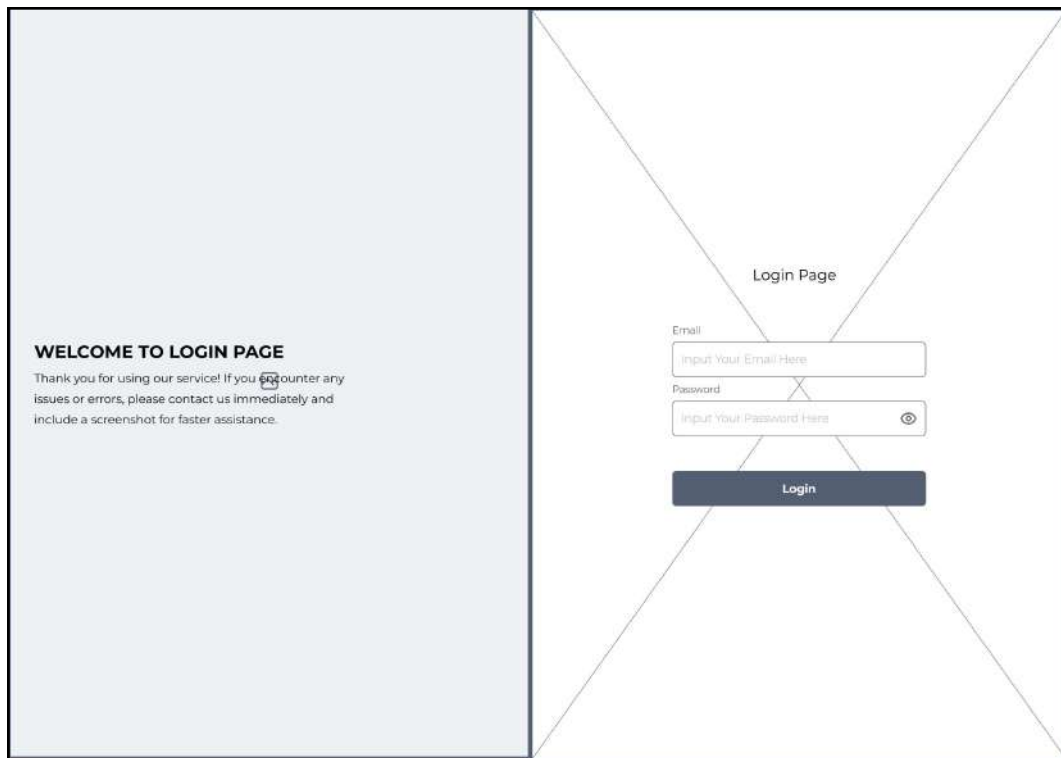 WELCOME TO LOGIN PAGE
Thank you for using our service! If you encounter any
issues or errors, please contact us immediately and
include a screenshot for faster assistance.
Login Page
Email
Input Your Email Here
Password
Input Your Password Here
Login